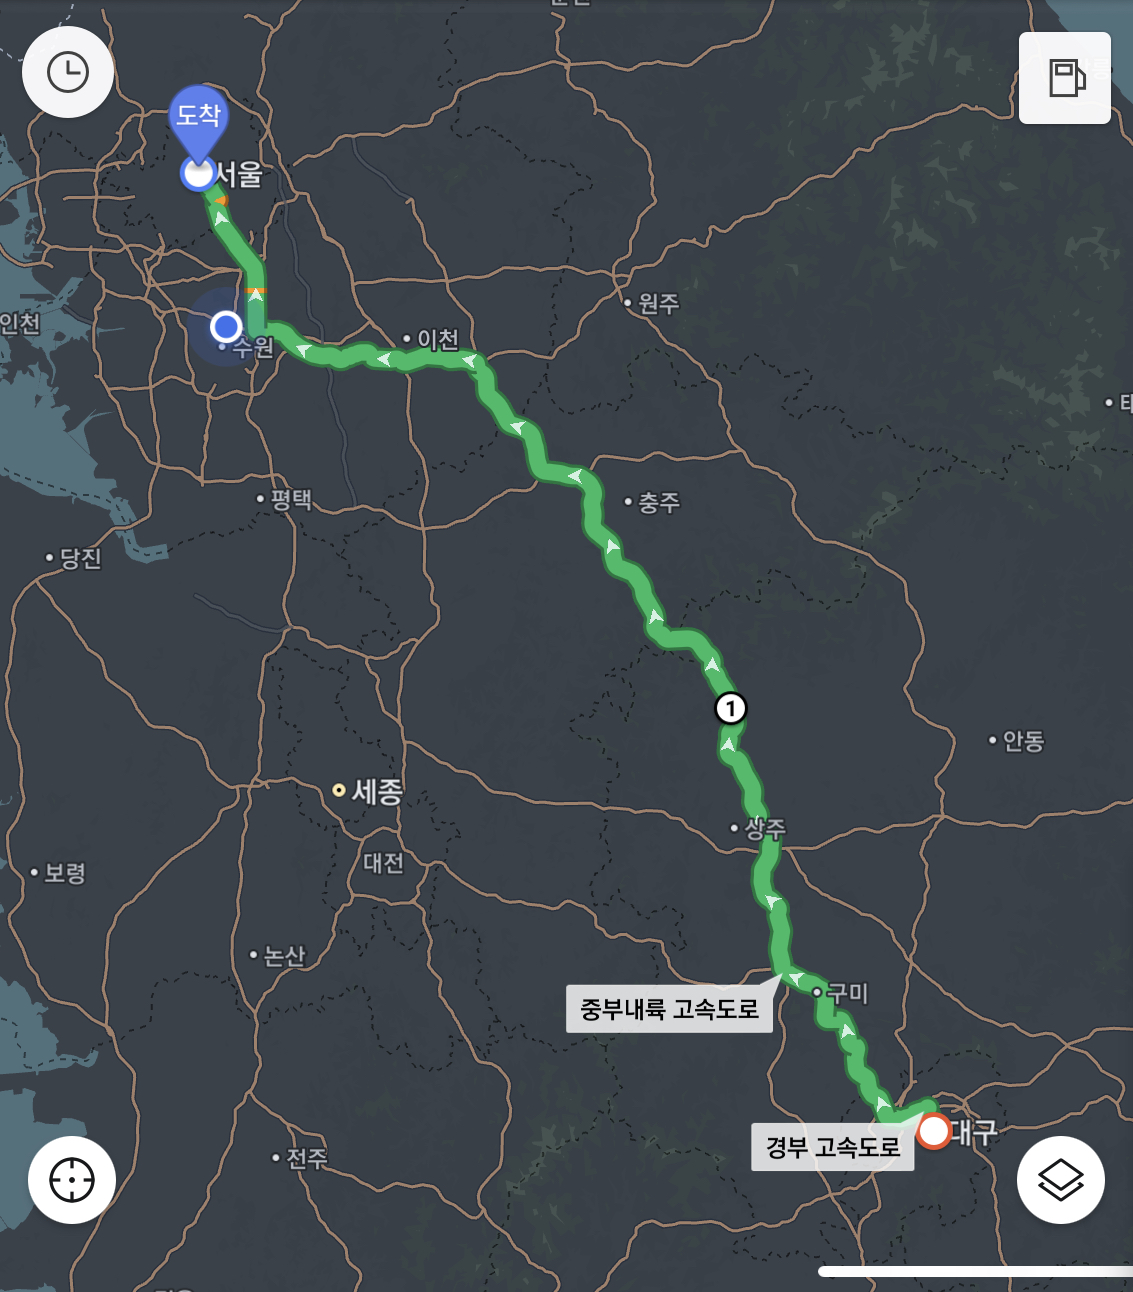 도착
서울
인천
수원
이천
원주
평택
충주
당진
안동
세종
상주
대전
보령
논산
구미
중부내륙 고속도로
1
대구
경부 고속도로
전주